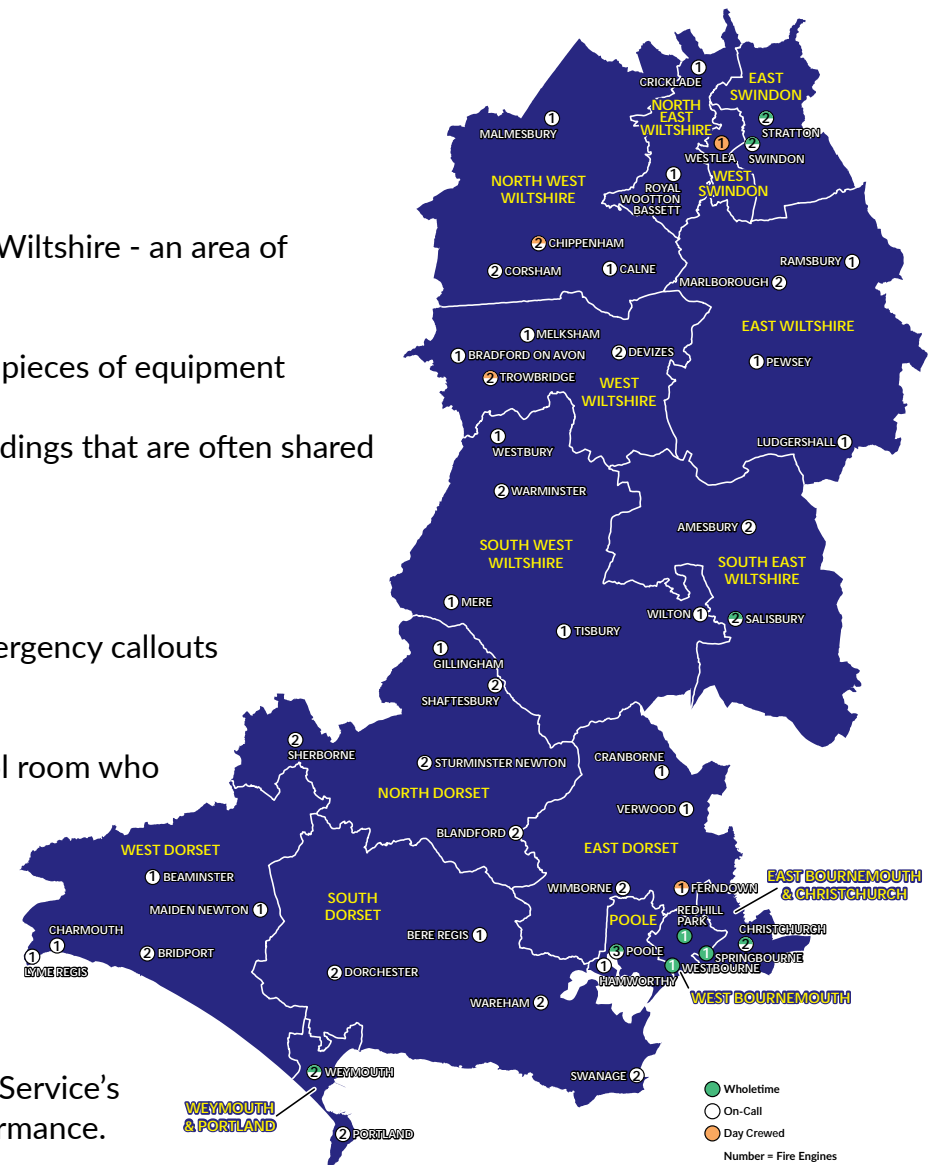 Wiltshire - an area of
pieces of equipment
dings that are often shared
ergency callouts
l room who
Service's
rmance.
CRICKLADE
1
EAST
SWINDON
NORTH
EAST
WILTSHIRE
2
STRATTON
1
MALMESBURY
1
WESTLEA
2
SWINDON
WEST
SWINDON
NORTH WEST
WILTSHIRE
1
ROYAL
WOOTTON
BASSETT
2 CHIPPENHAM
2 CORSHAM
1 CALNE
RAMSBURY 1
MARLBOROUGH 2
EAST WILTSHIRE
1 MELKSHAM
1 BRADFORD ON AVON
2 DEVIZES
1 PEWSEY
2 TROWBRIDGE
WEST
WILTSHIRE
1
WESTBURY
LUDGERSHALL 1
2 WARMINSTER
AMESBURY 2
SOUTH WEST
WILTSHIRE
SOUTH EAST
WILTSHIRE
1 MERE
WILTON 1
2 SALISBURY
1 TISBURY
1
GILLINGHAM
2
SHAFTESBURY
2
SHERBORNE
2 STURMINSTER NEWTON
CRANBORNE
1
NORTH DORSET
VERWOOD 1
BLANDFORD 2
EAST DORSET
WEST DORSET
1 BEAMINSTER
WIMBORNE 2
1 FERNDOWN
EAST BOURNEMOUTH
& CHRISTCHURCH
SOUTH
DORSET
MAIDEN NEWTON 1
POOLE
REDHILL
PARK
1
CHARMOUTH
1
BERE REGIS 1
CHRISTCHURCH
2
1
LYME REGIS
2 BRIDPORT
3 POOLE
1
SPRINGBOURNE
1
HAMWORTHY
1
WESTBOURNE
2 DORCHESTER
WEST BOURNEMOUTH
WAREHAM 2
2 WEYMOUTH
SWANAGE 2
WEYMOUTH
& PORTLAND
2 PORTLAND
Wholetime
On-Call
Day Crewed
Number = Fire Engines